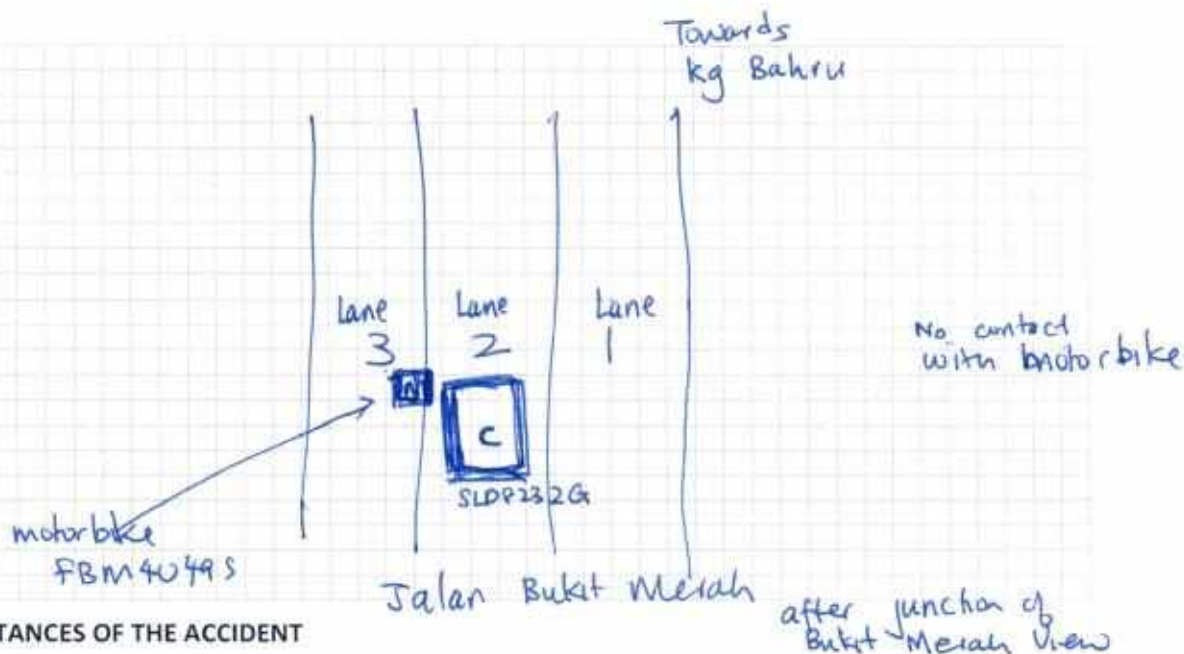 Towards
kg Bahru
Lane
3
Lane
2
Lane
1
No contact
with motorbike
M
C
SLD8232G
motorbike
FBM4049S
Jalan Bukit Merah
after junction of
Bukit Merah View
TANCES OF THE ACCIDENT